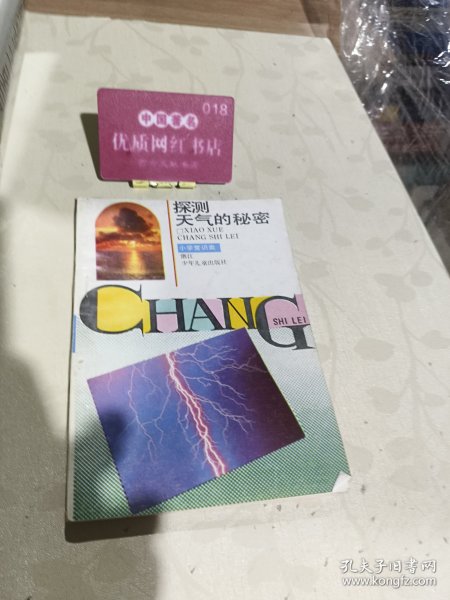 018
中国著名
优质网红书店
探测
天气的秘密
XIAO XUE
CHANG SHI LEI
小学常识类
浙江
少年儿童出版社
CHANG
SHI LEI
孔夫子旧书网
www.kongfz.com